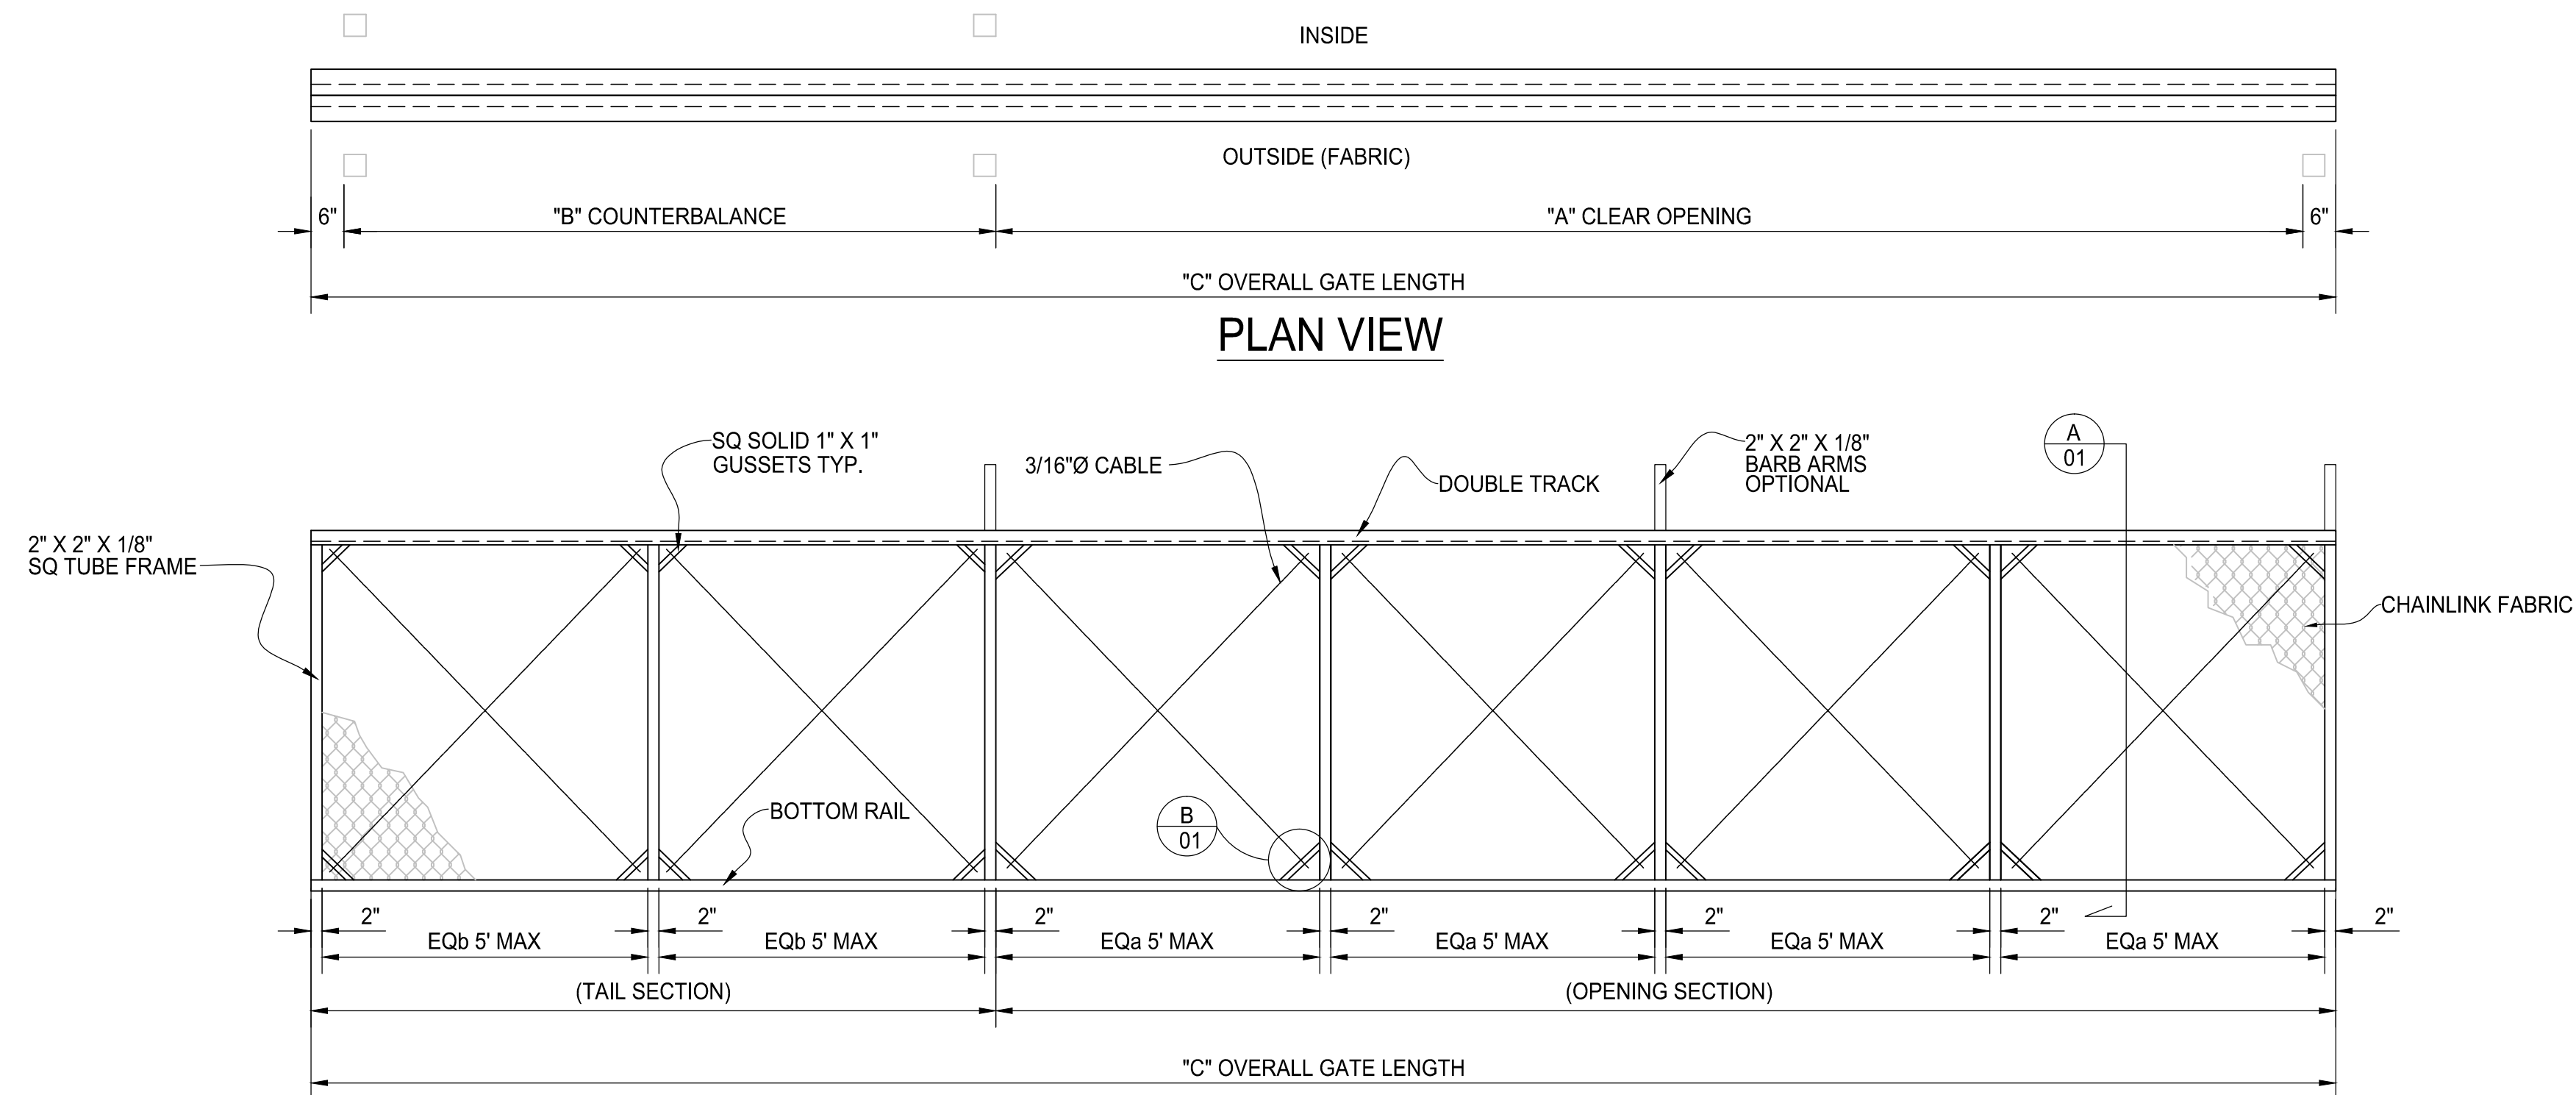 INSIDE
OUTSIDE (FABRIC)
6" "B" COUNTERBALANCE "A" CLEAR OPENING 6"
"C" OVERALL GATE LENGTH
PLAN VIEW
SQ SOLID 1" X 1"
GUSSETS TYP.
3/16"Ø CABLE
DOUBLE TRACK
2" X 2" X 1/8"
BARB ARMS
OPTIONAL
A
01
2" X 2" X 1/8"
SQ TUBE FRAME
CHAINLINK FABRIC
BOTTOM RAIL
B
01
2" 2" 2" 2" 2" 2" 2"
EQb 5' MAX EQb 5' MAX EQa 5' MAX EQa 5' MAX EQa 5' MAX EQa 5' MAX
(TAIL SECTION) (OPENING SECTION)
"C" OVERALL GATE LENGTH